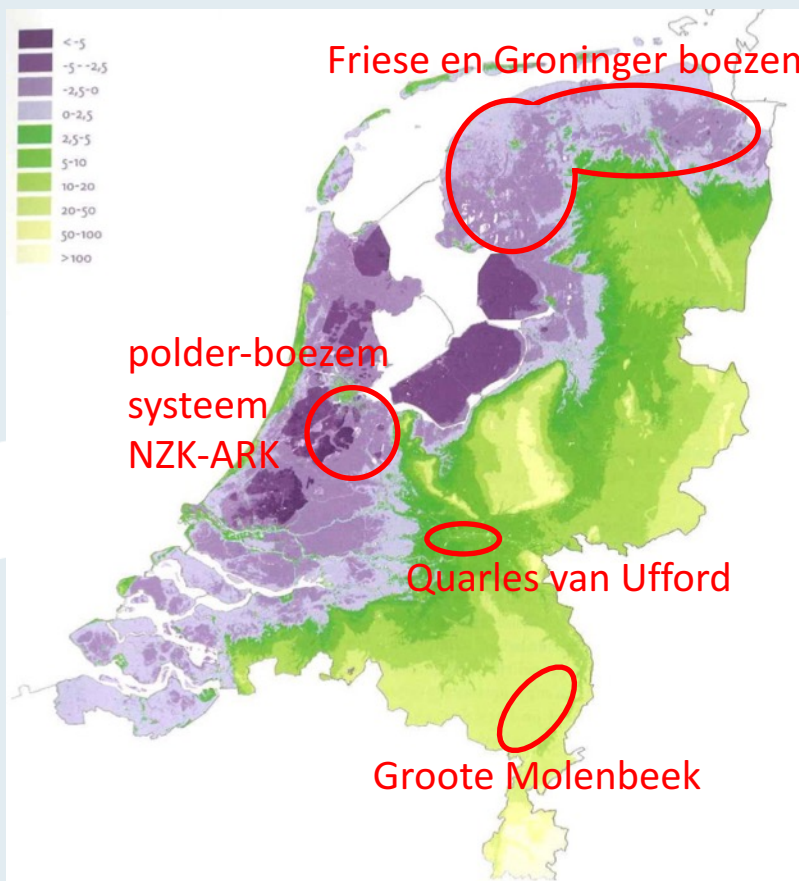 <-5
-5--2,5
-2,5-0
0-2,5
2,5-5
5-10
10-20
20-50
50-100
>100
Friese en Groninger boezem
polder-boezem
systeem
NZK-ARK
Quarles van Ufford
Groote Molenbeek